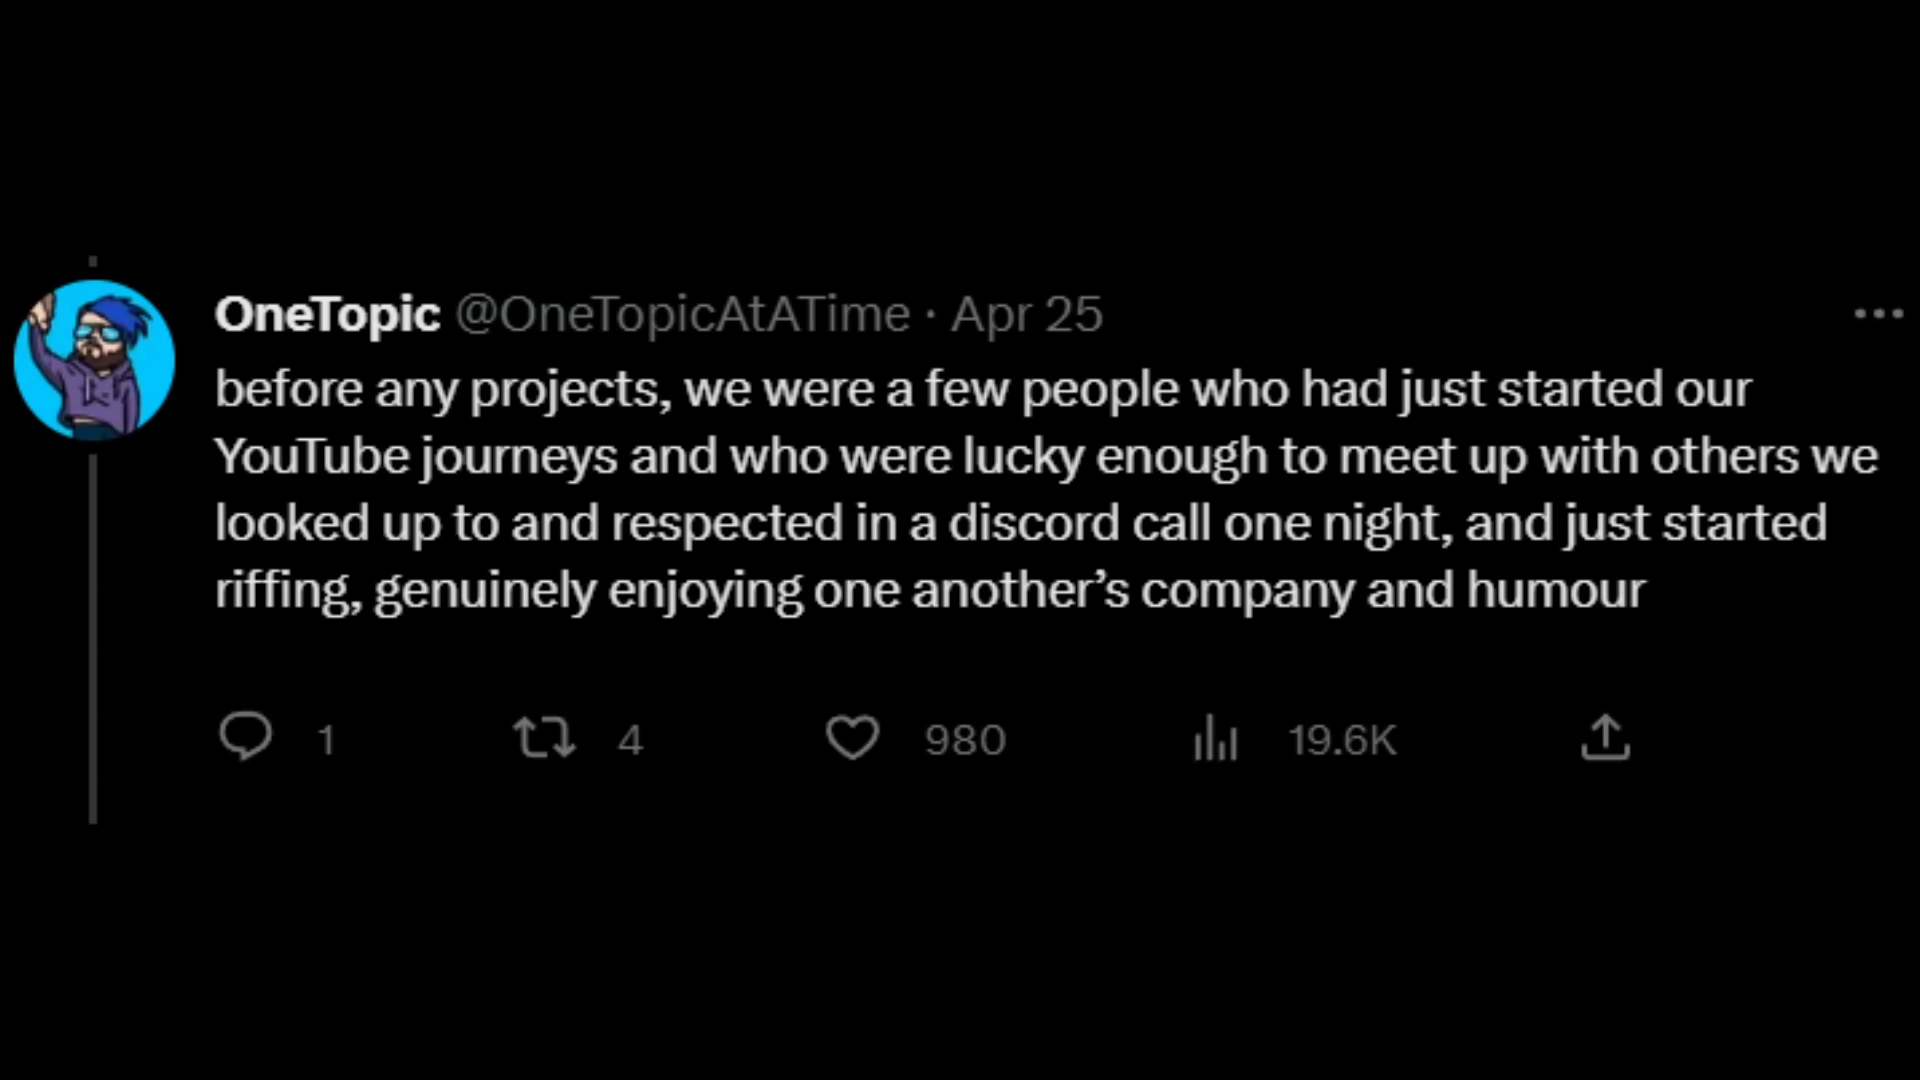 OneTopic @OneTopicAtATime · Apr 25
before any projects, we were a few people who had just started our
YouTube journeys and who were lucky enough to meet up with others we
looked up to and respected in a discord call one night, and just started
riffing, genuinely enjoying one another’s company and humour
1 4 980 19.6K